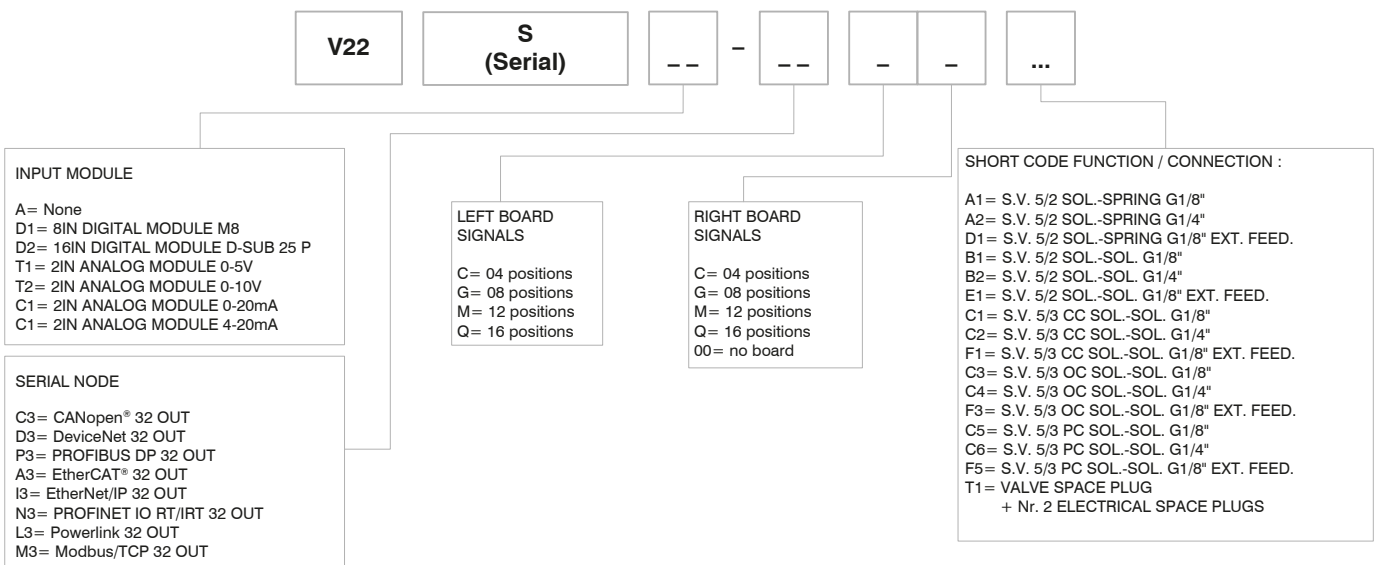 V22
S
(Serial)
_ _
–
_ _
_
_
...
INPUT MODULE
A= None
D1= 8IN DIGITAL MODULE M8
D2= 16IN DIGITAL MODULE D-SUB 25 P
T1= 2IN ANALOG MODULE 0-5V
T2= 2IN ANALOG MODULE 0-10V
C1= 2IN ANALOG MODULE 0-20mA
C1= 2IN ANALOG MODULE 4-20mA
SERIAL NODE
C3= CANopen® 32 OUT
D3= DeviceNet 32 OUT
P3= PROFIBUS DP 32 OUT
A3= EtherCAT® 32 OUT
I3= EtherNet/IP 32 OUT
N3= PROFINET IO RT/IRT 32 OUT
L3= Powerlink 32 OUT
M3= Modbus/TCP 32 OUT
LEFT BOARD
SIGNALS
C= 04 positions
G= 08 positions
M= 12 positions
Q= 16 positions
RIGHT BOARD
SIGNALS
C= 04 positions
G= 08 positions
M= 12 positions
Q= 16 positions
00= no board
SHORT CODE FUNCTION / CONNECTION :
A1= S.V. 5/2 SOL.-SPRING G1/8"
A2= S.V. 5/2 SOL.-SPRING G1/4"
D1= S.V. 5/2 SOL.-SPRING G1/8" EXT. FEED.
B1= S.V. 5/2 SOL.-SOL. G1/8"
B2= S.V. 5/2 SOL.-SOL. G1/4"
E1= S.V. 5/2 SOL.-SOL. G1/8" EXT. FEED.
C1= S.V. 5/3 CC SOL.-SOL. G1/8"
C2= S.V. 5/3 CC SOL.-SOL. G1/4"
F1= S.V. 5/3 CC SOL.-SOL. G1/8" EXT. FEED.
C3= S.V. 5/3 OC SOL.-SOL. G1/8"
C4= S.V. 5/3 OC SOL.-SOL. G1/4"
F3= S.V. 5/3 OC SOL.-SOL. G1/8" EXT. FEED.
C5= S.V. 5/3 PC SOL.-SOL. G1/8"
C6= S.V. 5/3 PC SOL.-SOL. G1/4"
F5= S.V. 5/3 PC SOL.-SOL. G1/8" EXT. FEED.
T1= VALVE SPACE PLUG
+ Nr. 2 ELECTRICAL SPACE PLUGS